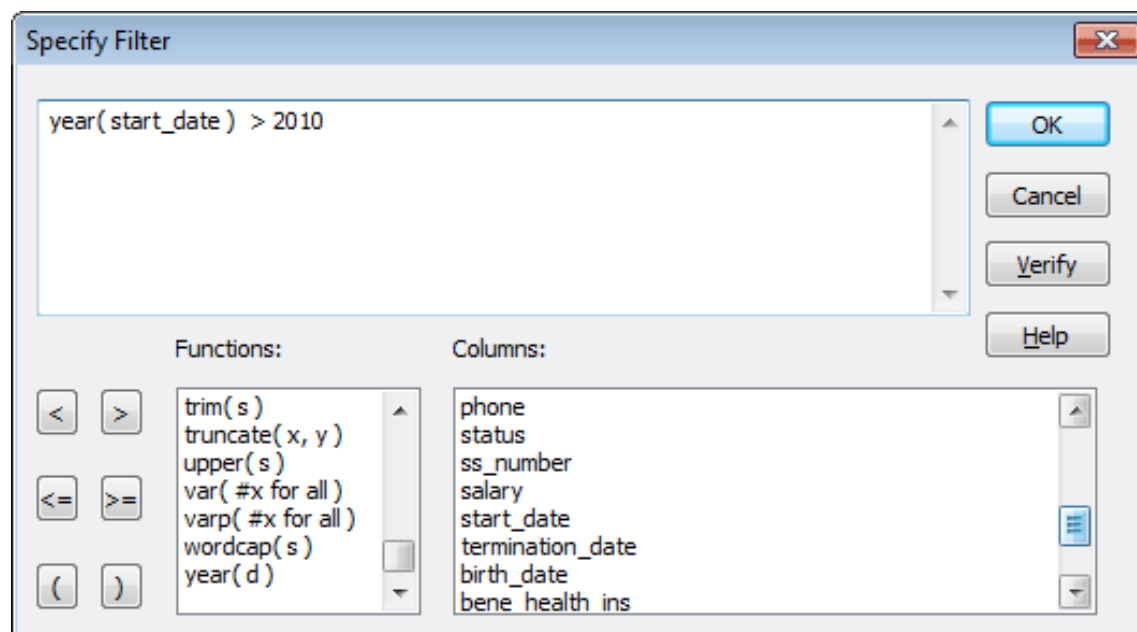 Specify Filter
year( start_date ) > 2010
OK
Cancel
Verify
Help
Functions:
Columns:
< >
<= >=
( )
trim( s )
truncate( x, y )
upper( s )
var( #x for all )
varp( #x for all )
wordcap( s )
year( d )
phone
status
ss_number
salary
start_date
termination_date
birth_date
bene_health_ins